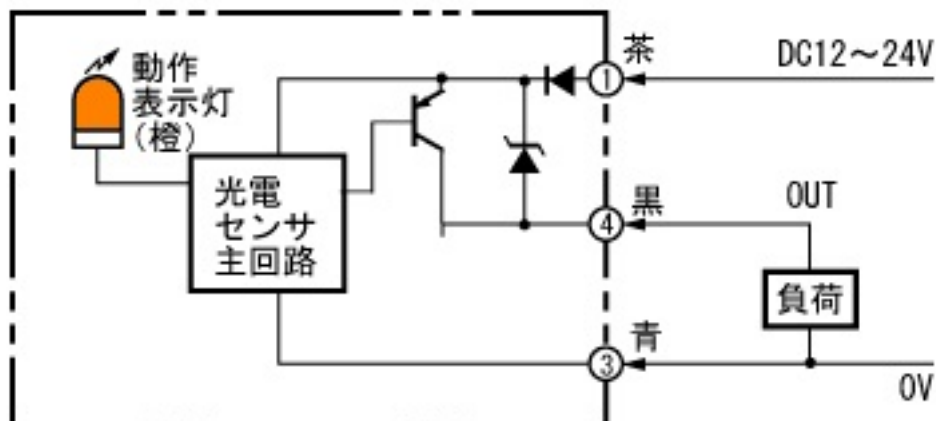 動作
表示灯
(橙)
光電
センサ
主回路
茶
①
DC12～24V
黒
④
OUT
負荷
青
③
0V